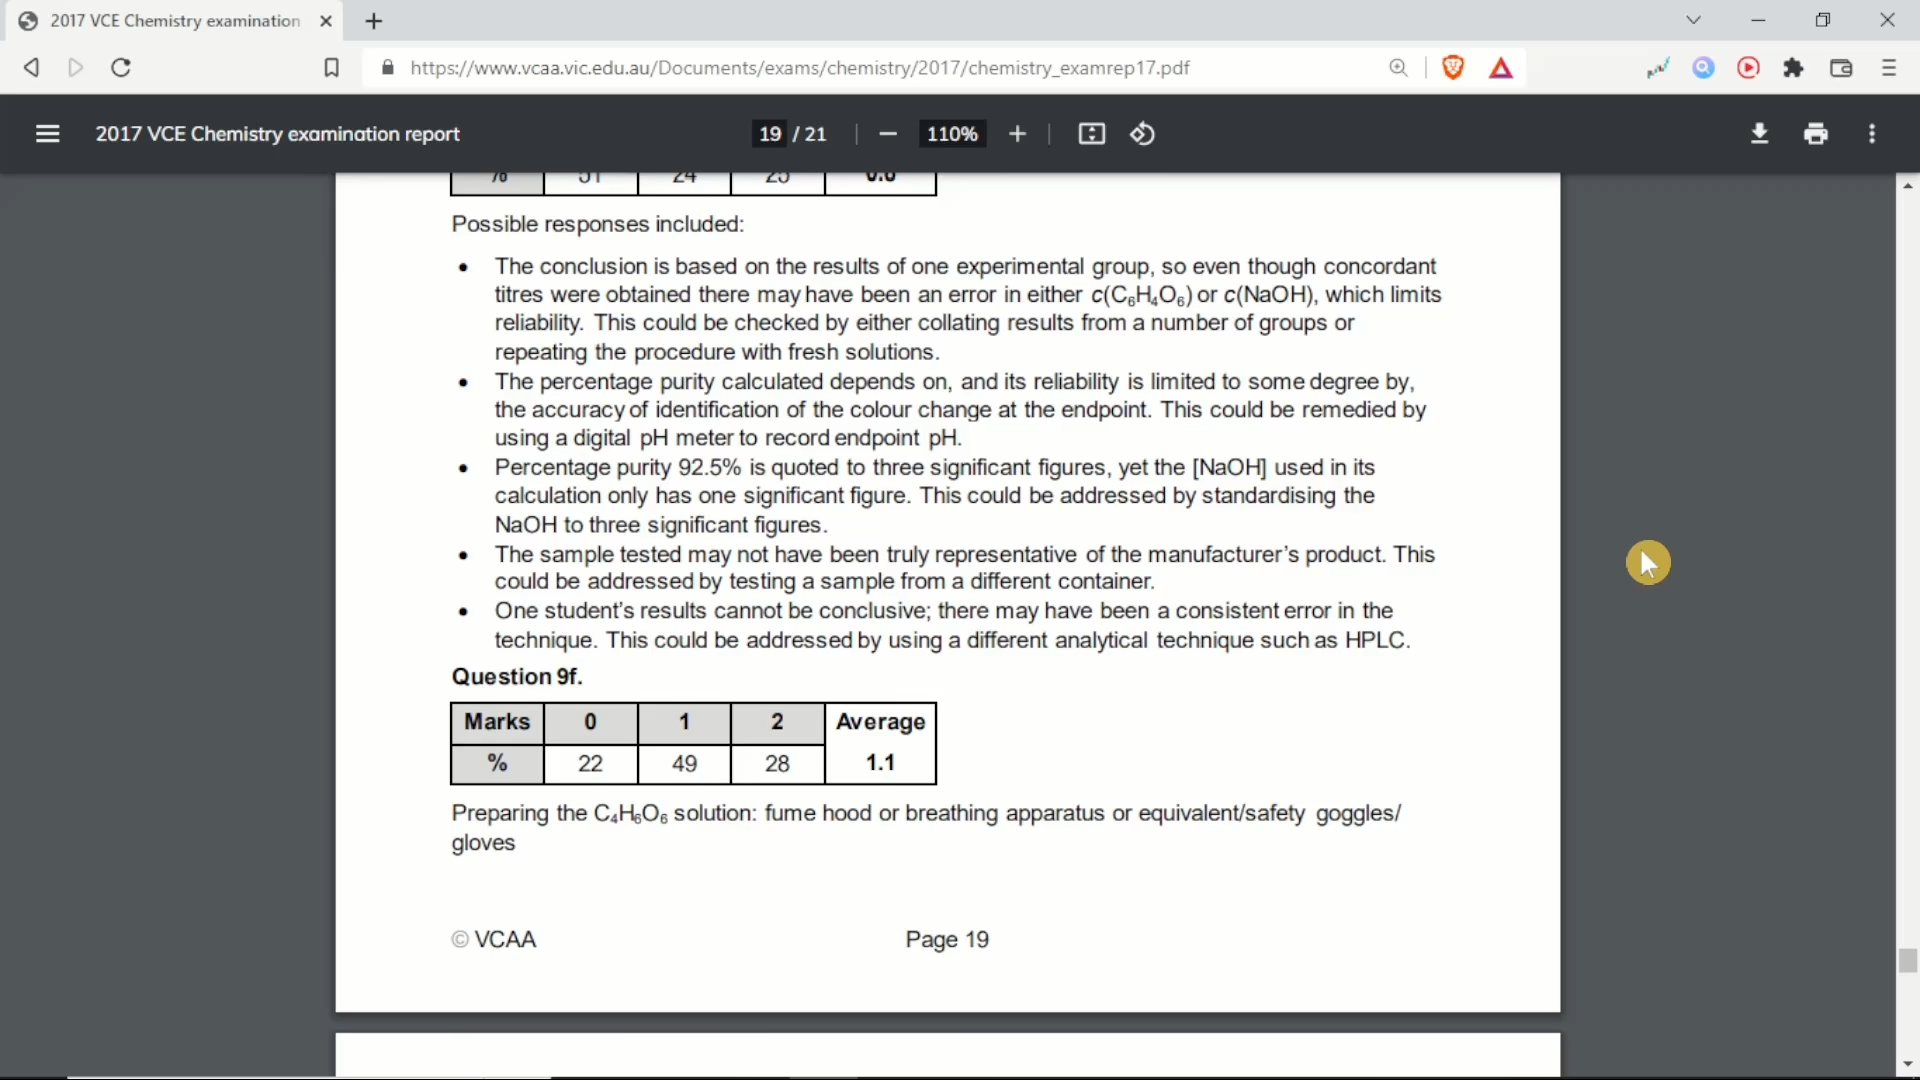 2017 VCE Chemistry examination
https://www.vcaa.vic.edu.au/Documents/exams/chemistry/2017/chemistry_examrep17.pdf
2017 VCE Chemistry examination report
19 / 21
110%
% 51 24 25
Possible responses included:
• The conclusion is based on the results of one experimental group, so even though concordant
titres were obtained there may have been an error in either c(C₆H₄O₆) or c(NaOH), which limits
reliability. This could be checked by either collating results from a number of groups or
repeating the procedure with fresh solutions.
• The percentage purity calculated depends on, and its reliability is limited to some degree by,
the accuracy of identification of the colour change at the endpoint. This could be remedied by
using a digital pH meter to record endpoint pH.
• Percentage purity 92.5% is quoted to three significant figures, yet the [NaOH] used in its
calculation only has one significant figure. This could be addressed by standardising the
NaOH to three significant figures.
• The sample tested may not have been truly representative of the manufacturer's product. This
could be addressed by testing a sample from a different container.
• One student's results cannot be conclusive; there may have been a consistent error in the
technique. This could be addressed by using a different analytical technique such as HPLC.
Question 9f.
Marks 0 1 2 Average
% 22 49 28 1.1
Preparing the C₄H₆O₆ solution: fume hood or breathing apparatus or equivalent/safety goggles/
gloves
© VCAA Page 19